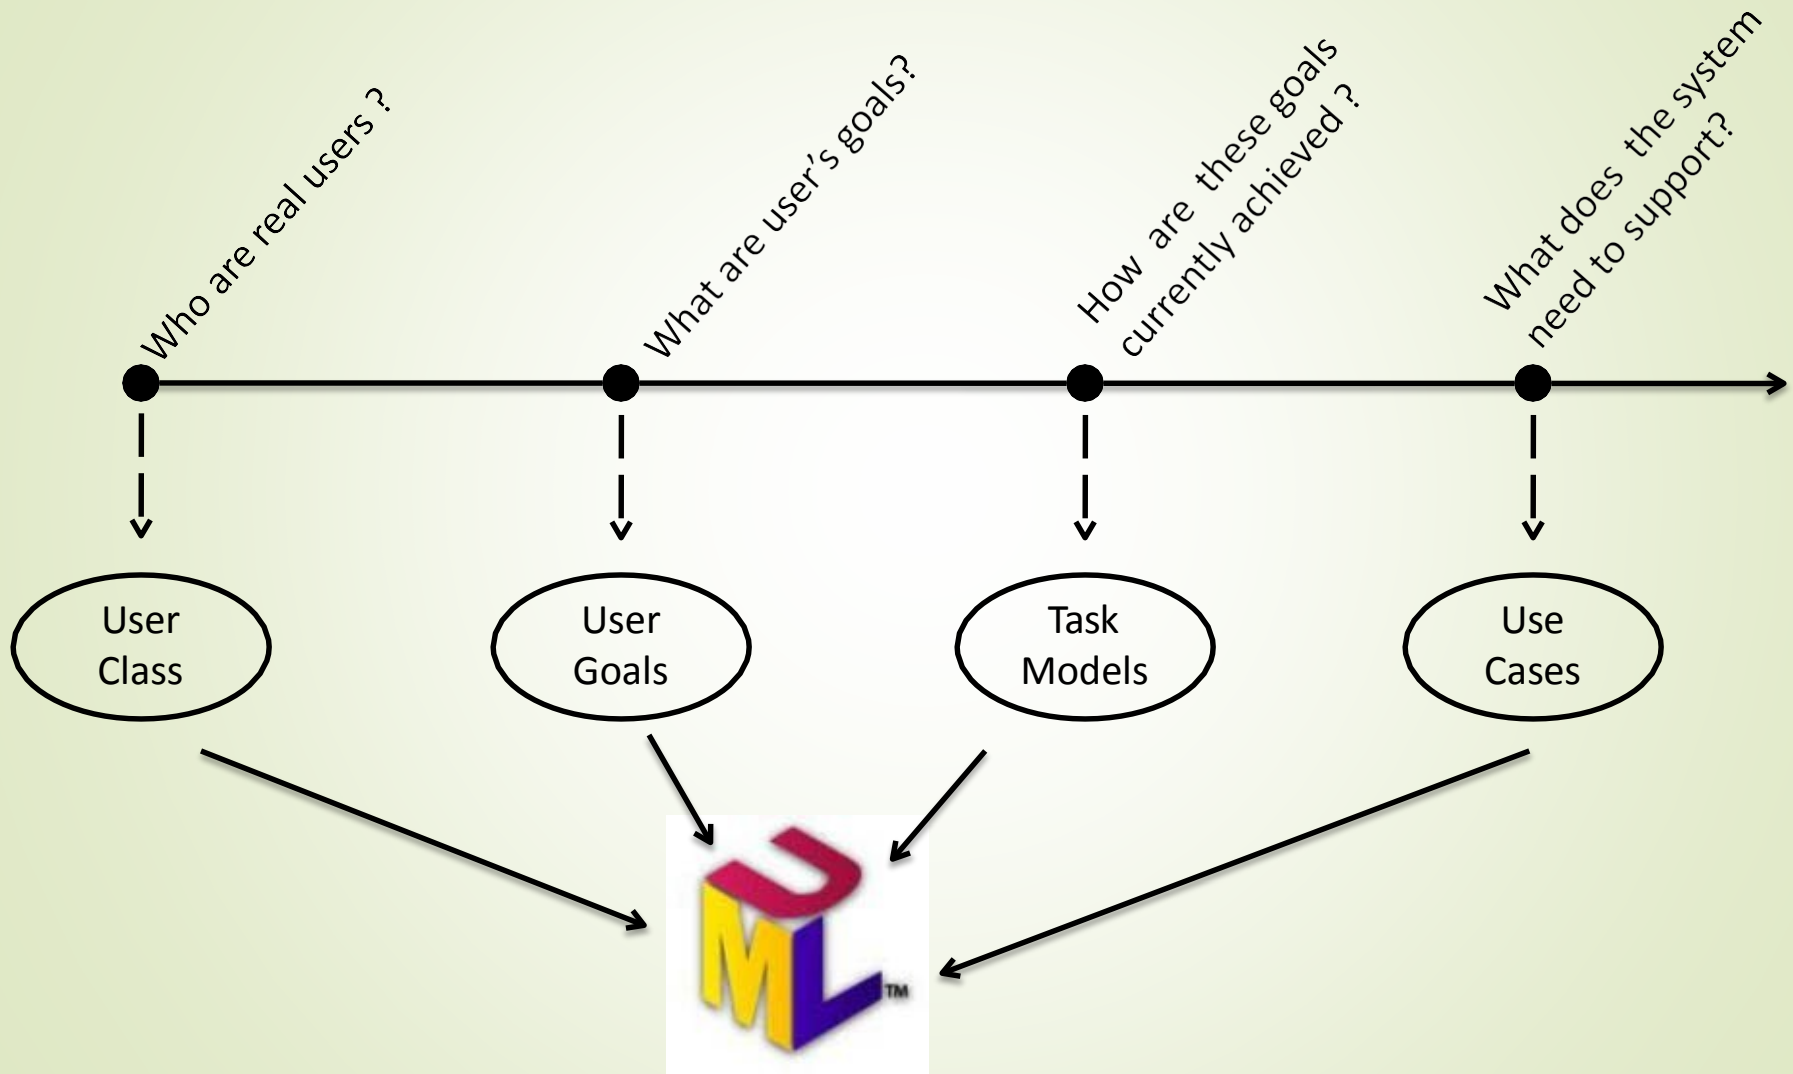 Who are real users ?
What are user’s goals?
How are these goals
currently achieved ?
What does the system
need to support?
User
Class
User
Goals
Task
Models
Use
Cases
UML
TM